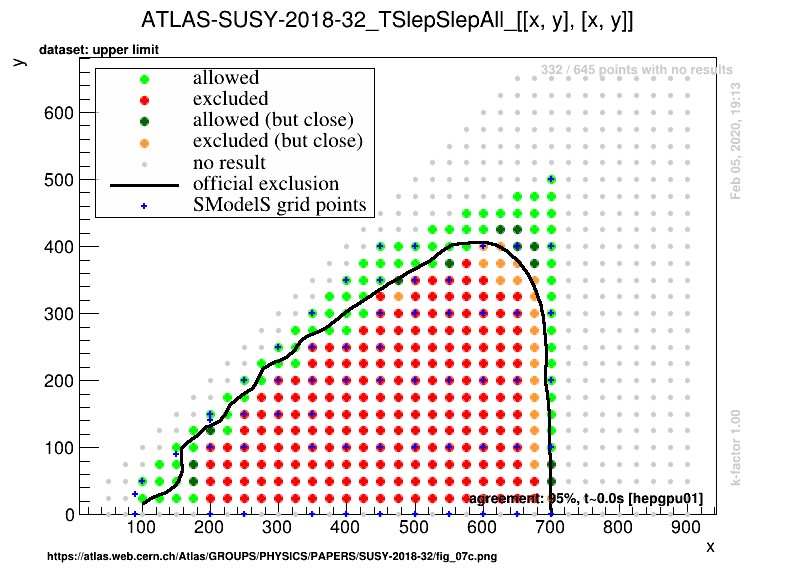 ATLAS-SUSY-2018-32_TSlepSlepAll_[[x, y], [x, y]]
dataset: upper limit
y
332 / 645 points with no results
allowed
excluded
allowed (but close)
excluded (but close)
no result
official exclusion
SModelS grid points
Feb 05, 2020, 19:13
k-factor 1.00
600
500
400
300
200
100
0
agreement: 95%, t~0.0s [hepgpu01]
100 200 300 400 500 600 700 800 900
x
https://atlas.web.cern.ch/Atlas/GROUPS/PHYSICS/PAPERS/SUSY-2018-32/fig_07c.png